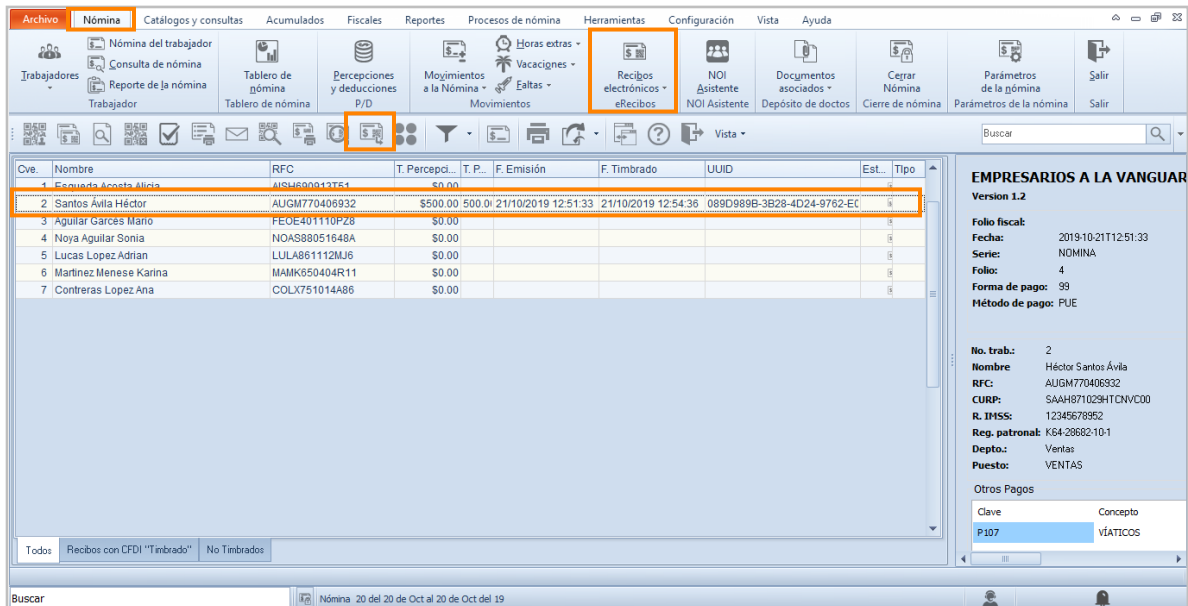 Archivo Nómina Catálogos y consultas Acumulados Fiscales Reportes Procesos de nómina Herramientas Configuración Vista Ayuda
Trabajadores
Nómina del trabajador
Consulta de nómina
Reporte de la nómina
Trabajador
Tablero de nómina
Tablero de nómina
Percepciones y deducciones
P/D
Movimientos a la Nómina
Horas extras
Vacaciones
Faltas
Movimientos
Recibos electrónicos
eRecibos
NOI Asistente
NOI Asistente
Documentos asociados
Depósito de doctos
Cerrar Nómina
Cierre de nómina
Parámetros de la nómina
Parámetros de la nómina
Salir
Salir
Vista
Buscar
Cve. Nombre RFC T. Percepci... T. P... F. Emisión F. Timbrado UUID Est... Tipo
1 Esqueda Acosta Alicia AISH690913T51 $0.00
2 Santos Ávila Héctor AUGM770406932 $500.00 500.0 21/10/2019 12:51:33 21/10/2019 12:54:36 089D989B-3B28-4D24-9762-EC
3 Aguilar Garcés Mario FEOE401110PZ8 $0.00
4 Noya Aguilar Sonia NOAS88051648A $0.00
5 Lucas Lopez Adrian LULA861112MJ6 $0.00
6 Martinez Menese Karina MAMK650404R11 $0.00
7 Contreras Lopez Ana COLX751014A86 $0.00
Todos Recibos con CFDI "Timbrado" No Timbrados
EMPRESARIOS A LA VANGUAR
Version 1.2
Folio fiscal:
Fecha: 2019-10-21T12:51:33
Serie: NOMINA
Folio: 4
Forma de pago: 99
Método de pago: PUE
No. trab.: 2
Nombre Héctor Santos Ávila
RFC: AUGM770406932
CURP: SAAH871029HTCNVC00
R. IMSS: 12345678952
Reg. patronal: K64-28682-10-1
Depto.: Ventas
Puesto: VENTAS
Otros Pagos
Clave Concepto
P107 VÍATICOS
Buscar
Nómina 20 del 20 de Oct al 20 de Oct del 19